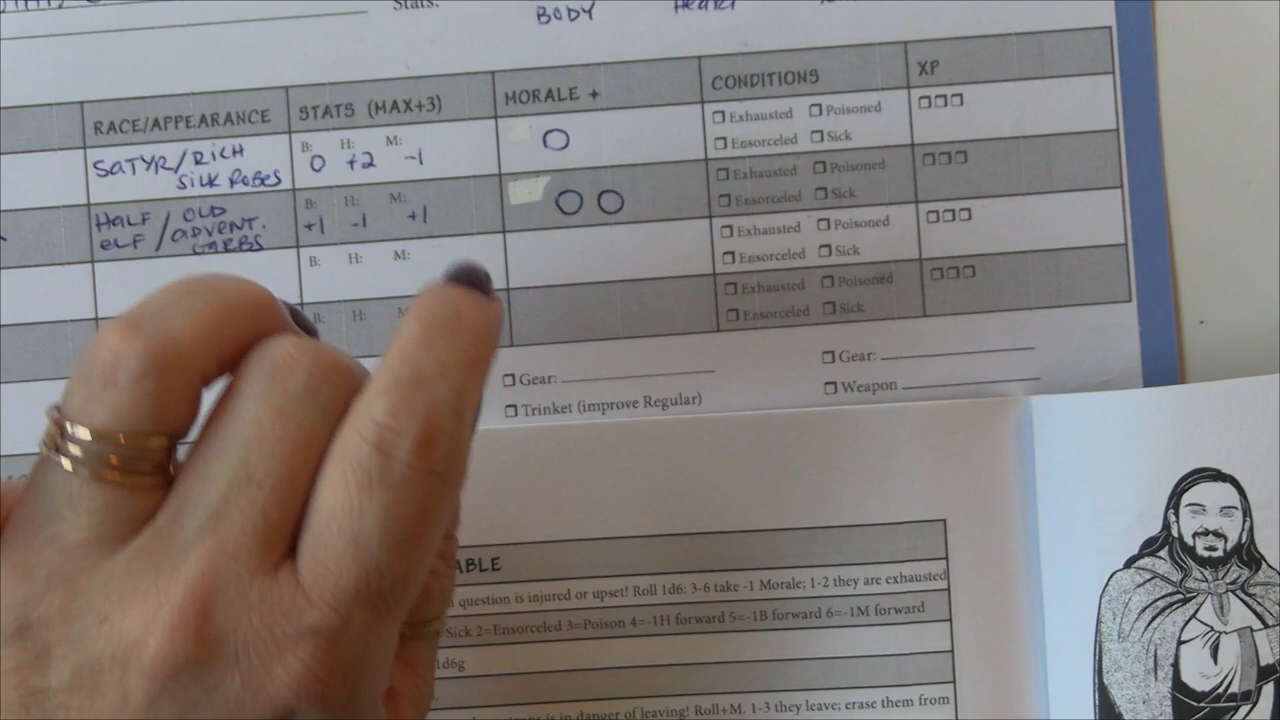 Stats:
BODY Heart
RACE/APPEARANCE STATS (MAX+3) MORALE + CONDITIONS XP
B: H: M:
SATYR/RICH
SILK ROBES
0 +2 -1
Exhausted Poisoned
Ensorceled Sick
B: H: M:
HALF / OLD
ELF / ADVENT.
GARBS
+1 -1 +1
Exhausted Poisoned
Ensorceled Sick
B: H: M:
Exhausted Poisoned
Ensorceled Sick
B: H: M
Exhausted Poisoned
Ensorceled Sick
Gear: Gear:
Trinket (improve Regular) Weapon
ABLE
question is injured or upset! Roll 1d6: 3-6 take -1 Morale; 1-2 they are exhausted
Sick 2=Ensorceled 3=Poison 4=-1H forward 5=-1B forward 6=-1M forward
1d6g
is in danger of leaving! Roll+M. 1-3 they leave; erase them from